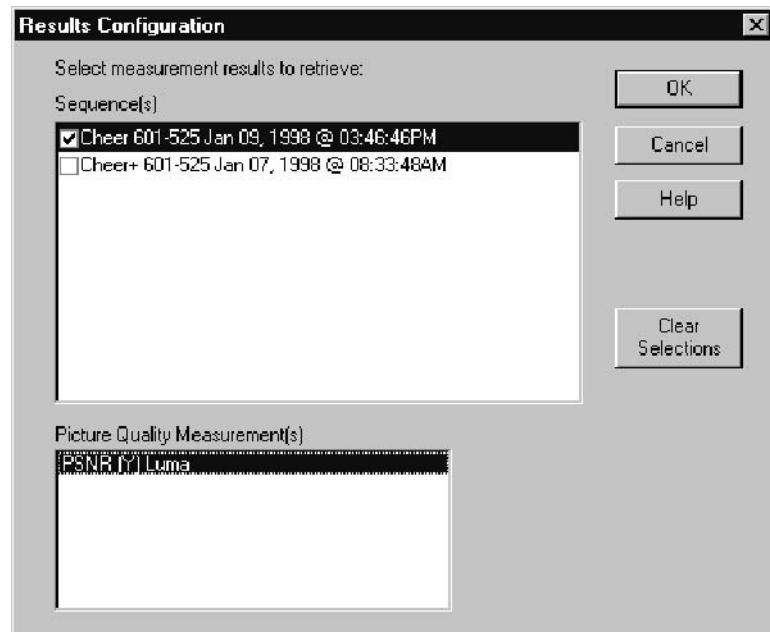 Results Configuration
Select measurement results to retrieve:
Sequence(s)
Cheer 601-525 Jan 09, 1998 @ 03:46:46PM
Cheer+ 601-525 Jan 07, 1998 @ 08:33:48AM
OK
Cancel
Help
Clear
Selections
Picture Quality Measurement(s)
PSNR (Y) Luma